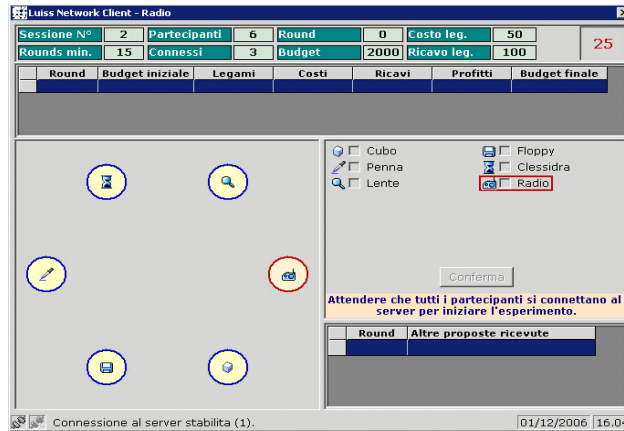 Luiss Network Client - Radio
Sessione N° 2 Partecipanti 6 Round 0 Costo leg. 50
25
Rounds min. 15 Connessi 3 Budget 2000 Ricavo leg. 100
Round Budget iniziale Legami Costi Ricavi Profitti Budget finale
Cubo Floppy
Penna Clessidra
Lente Radio
Conferma
Attendere che tutti i partecipanti si connettano al
server per iniziare l'esperimento.
Round Altre proposte ricevute
Connessione al server stabilita (1). 01/12/2006 16.04